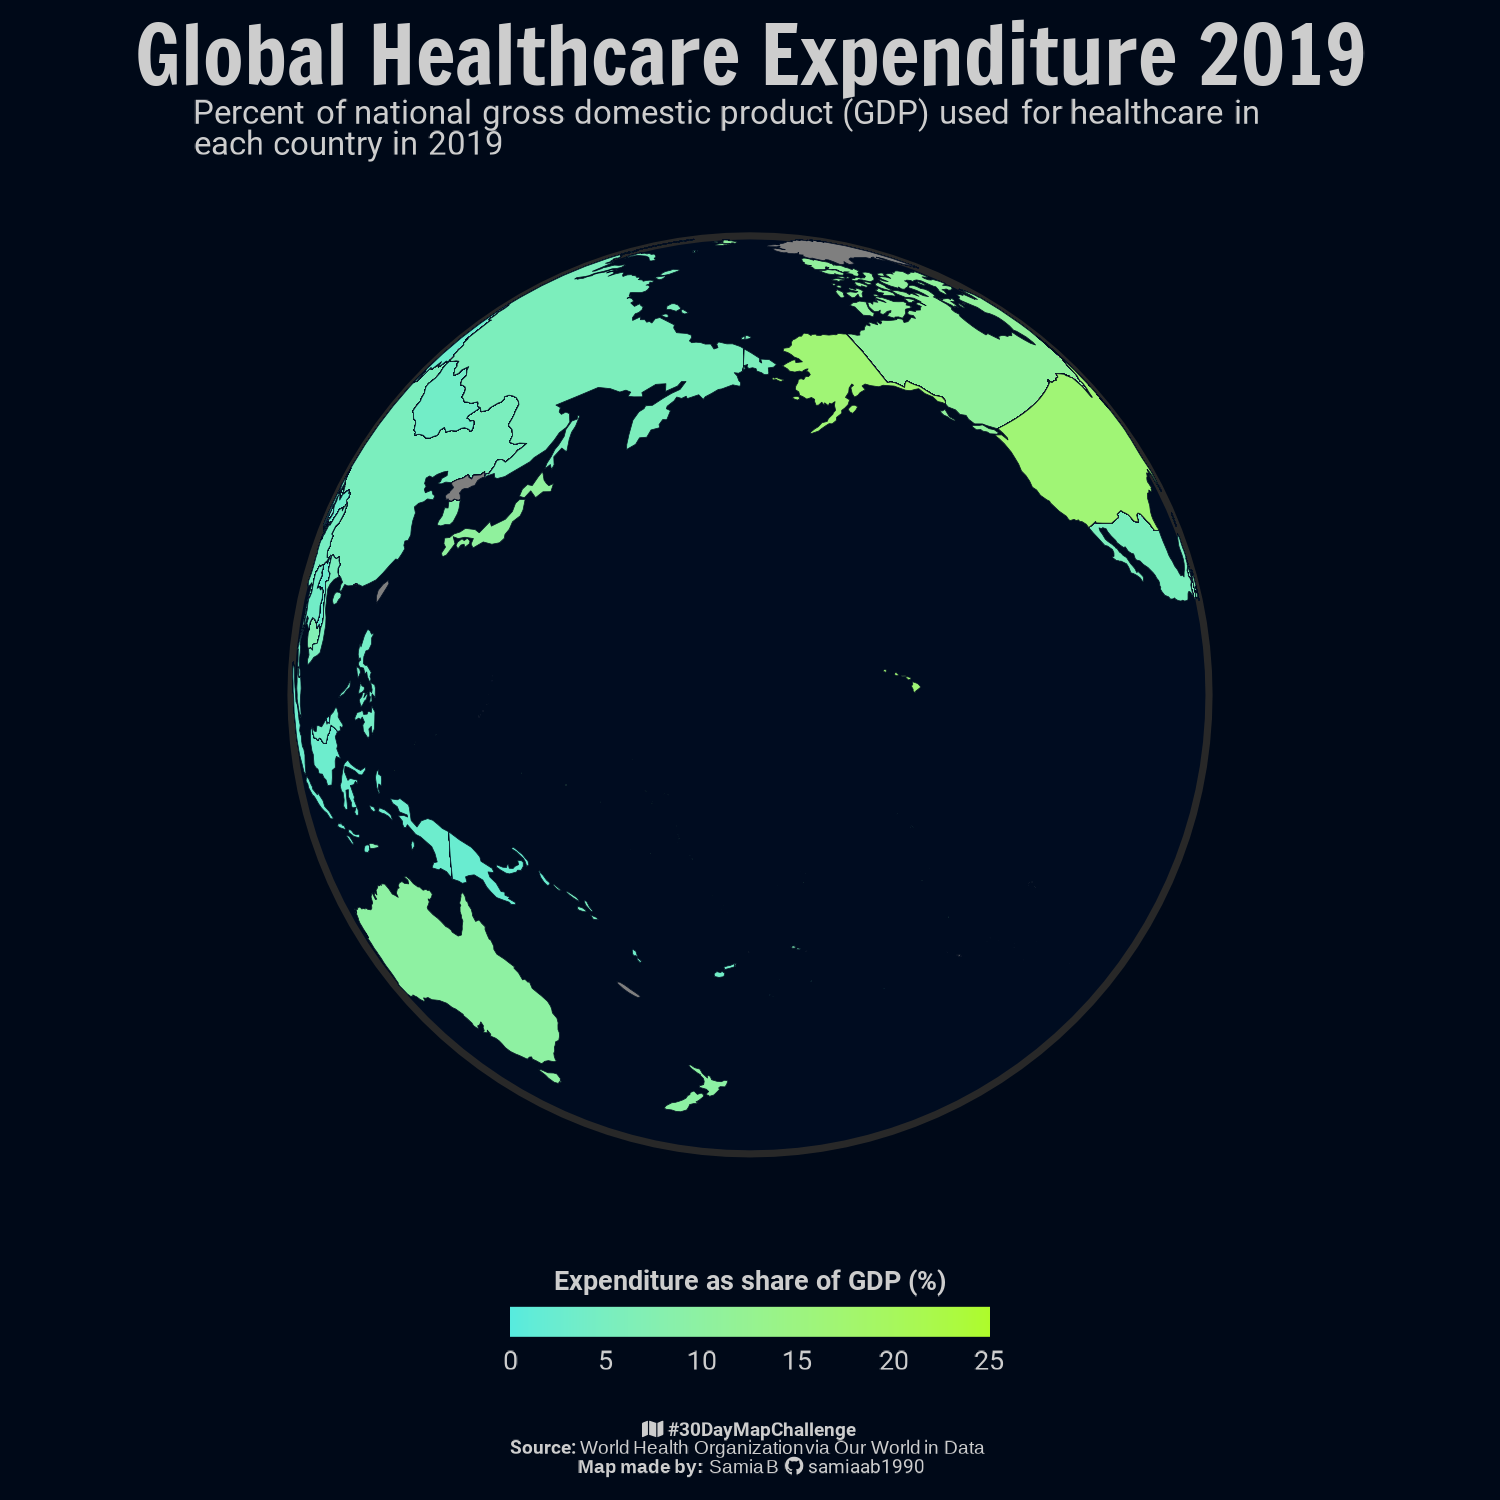 Global Healthcare Expenditure 2019
Percent of national gross domestic product (GDP) used for healthcare in
each country in 2019
Expenditure as share of GDP (%)
0 5 10 15 20 25
#30DayMapChallenge
Source: World Health Organization via Our World in Data
Map made by: Samia B samiaab1990